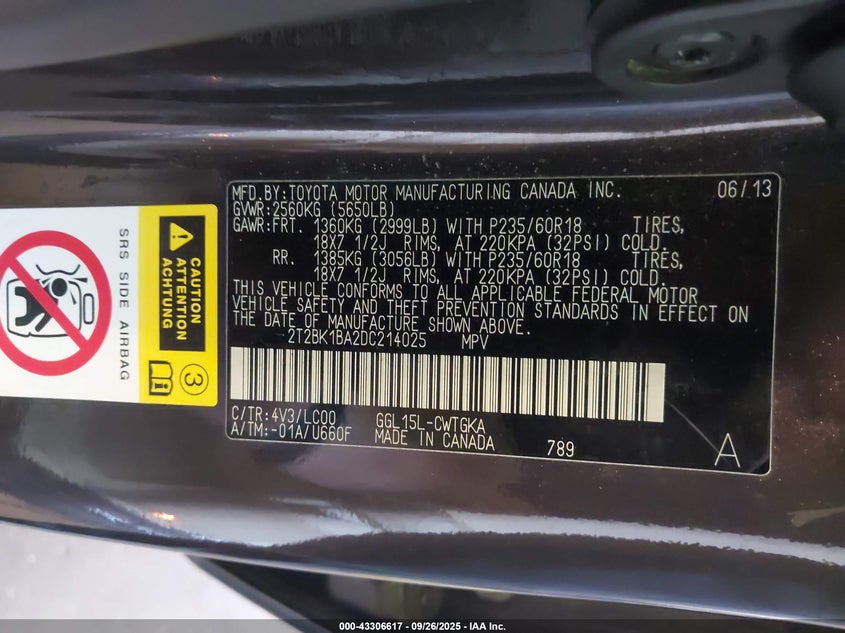 MFD.BY:TOYOTA MOTOR MANUFACTURING CANADA INC. 06/13
GVWR:2560KG (5650LB)
GAWR:FRT. 1360KG (2999LB) WITH P235/60R18 TIRES,
18X7 1/2J RIMS, AT 220KPA (32PSI) COLD.
RR. 1385KG (3056LB) WITH P235/60R18 TIRES,
18X7 1/2J RIMS, AT 220KPA (32PSI) COLD.
THIS VEHICLE CONFORMS TO ALL APPLICABLE FEDERAL MOTOR
VEHICLE SAFETY AND THEFT PREVENTION STANDARDS IN EFFECT ON
THE DATE OF MANUFACTURE SHOWN ABOVE.
2T2BK1BA2DC214025 MPV
C/TR:4V3/LC00 GGL15L-CWTGKA
A/TM:-01A/U660F MADE IN CANADA 789 A
SRS SIDE AIRBAG
CAUTION
ATTENTION
ACHTUNG
3
000-43306617 - 09/26/2025 - IAA Inc.